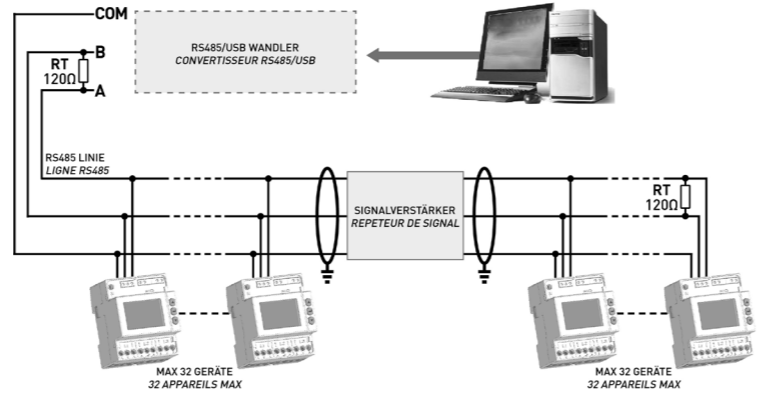 COM
B
RT
120Ω
A
RS485/USB WANDLER
CONVERTISSEUR RS485/USB
RS485 LINIE
LIGNE RS485
SIGNALVERSTÄRKER
REPETEUR DE SIGNAL
RT
120Ω
MAX 32 GERÄTE
32 APPAREILS MAX
MAX 32 GERÄTE
32 APPAREILS MAX